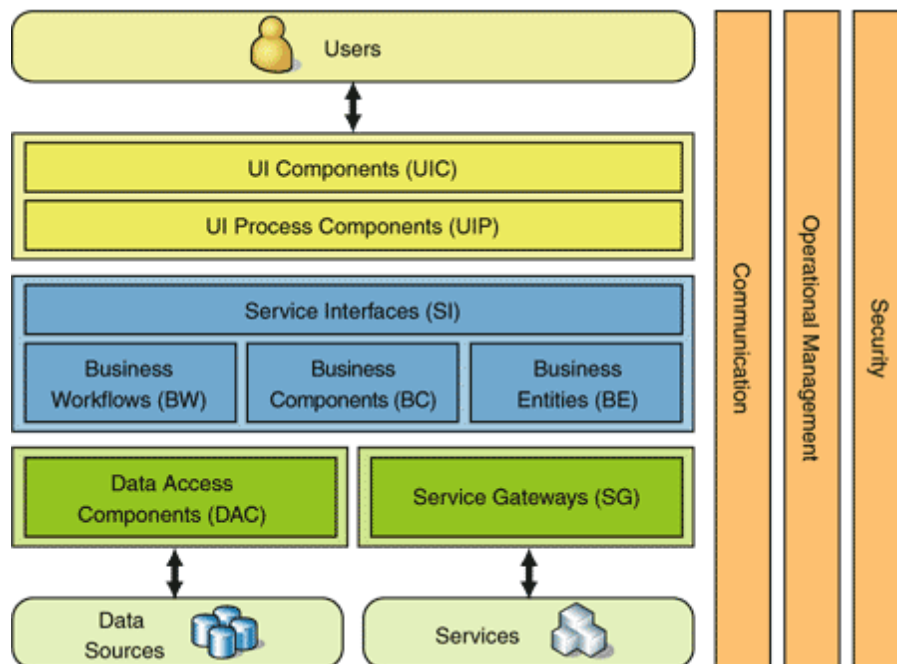 Users
UI Components (UIC)
UI Process Components (UIP)
Service Interfaces (SI)
Business
Workflows (BW)
Business
Components (BC)
Business
Entities (BE)
Data Access
Components (DAC)
Service Gateways (SG)
Data
Sources
Services
Communication
Operational Management
Security